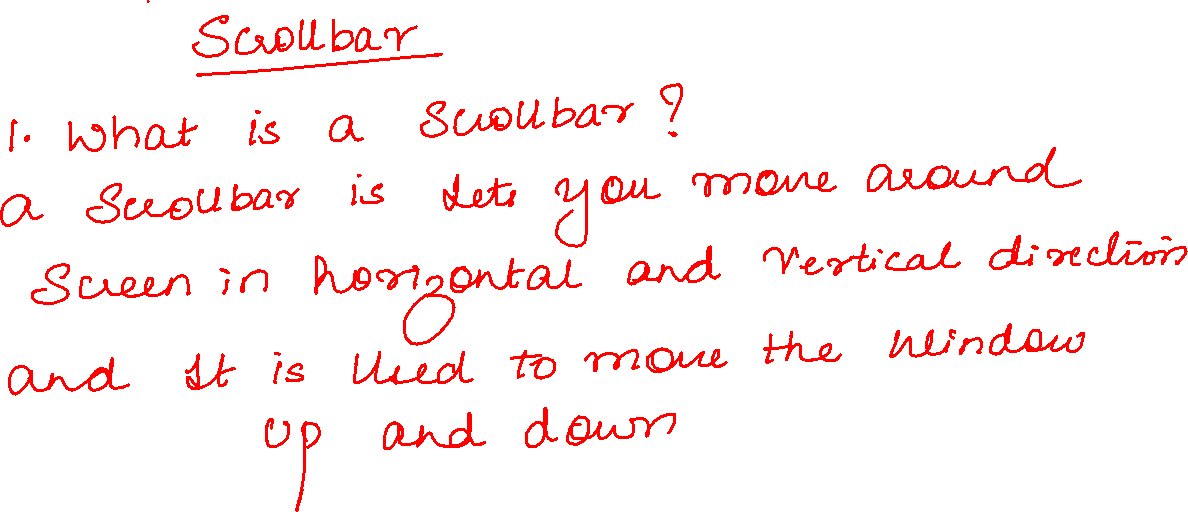 Scrollbar
1. What is a Scrollbar?
a Scrollbar is Lets you move around
Screen in horizontal and Vertical direction
and It is Used to move the Window
up and down